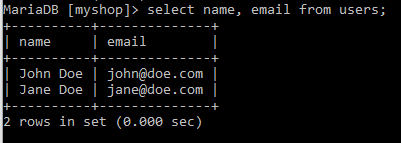 MariaDB [myshop]> select name, email from users;
+----------+--------------+
| name     | email        |
+----------+--------------+
| John Doe | john@doe.com |
| Jane Doe | jane@doe.com |
+----------+--------------+
2 rows in set (0.000 sec)